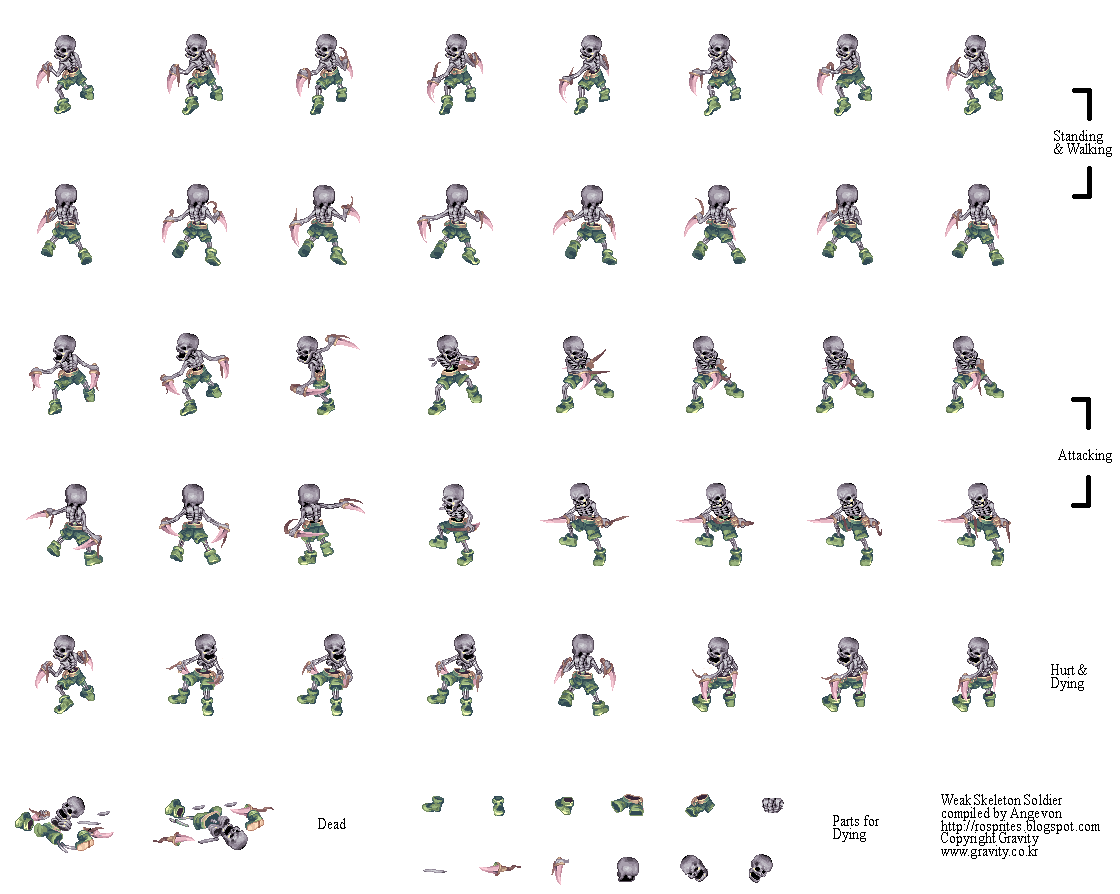 Standing
& Walking
Attacking
Hurt &
Dying
Dead
Parts for
Dying
Weak Skeleton Soldier
compiled by Angevon
http://rosprites.blogspot.com
Copyright Gravity
www.gravity.co.kr